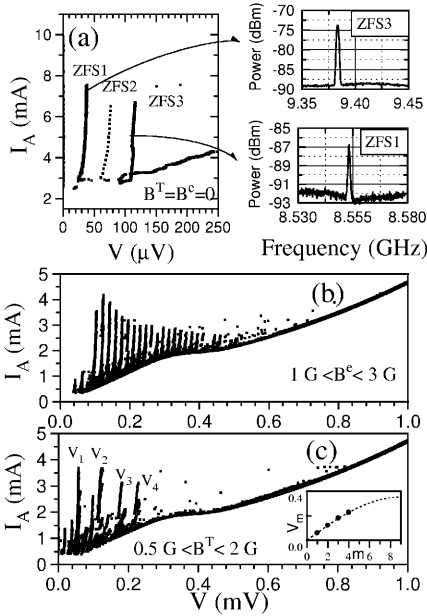 (a)
I_A (mA)
10
8
6
4
2
ZFS1
ZFS2
ZFS3
B^T=B^e=0
0 50 100 150 200 250
V (μV)
Power (dBm)
-70
-75
-80
-85
-90
ZFS3
9.35 9.40 9.45
Power (dBm)
-85
-87
-89
-91
-93
ZFS1
8.530 8.555 8.580
Frequency (GHz)
(b)
I_A (mA)
5
4
3
2
1
0
1 G <B^e< 3 G
0.0 0.2 0.4 0.6 0.8 1.0
(c)
I_A (mA)
5
4
3
2
1
0
V_1 V_2 V_3 V_4
0.5 G <B^T< 2 G
V_m
0.4
0.0
0 4 m 8
0.0 0.2 0.4 0.6 0.8 1.0
V (mV)